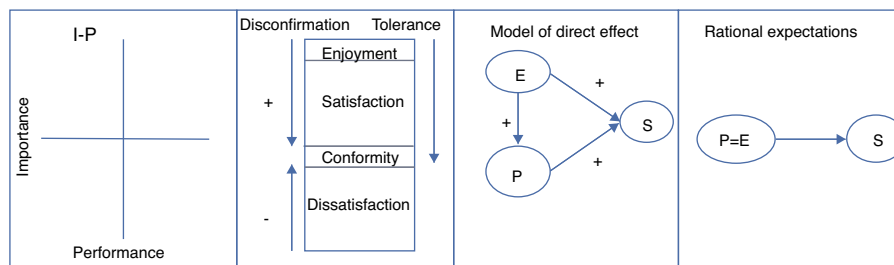 I-P
Importance
Performance
Disconfirmation
Tolerance
Enjoyment
+
Satisfaction
Conformity
-
Dissatisfaction
Model of direct effect
E
+
+
S
P
+
Rational expectations
P=E
S